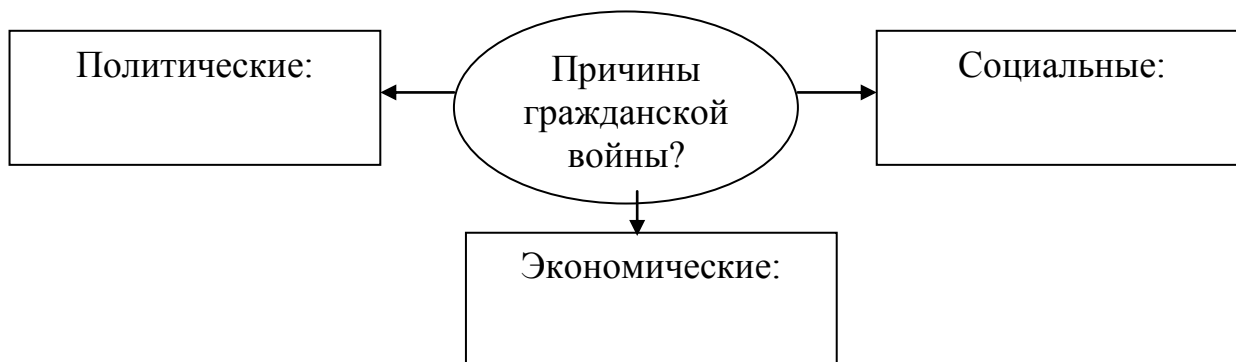 Политические:
Причины
гражданской
войны?
Социальные:
Экономические: